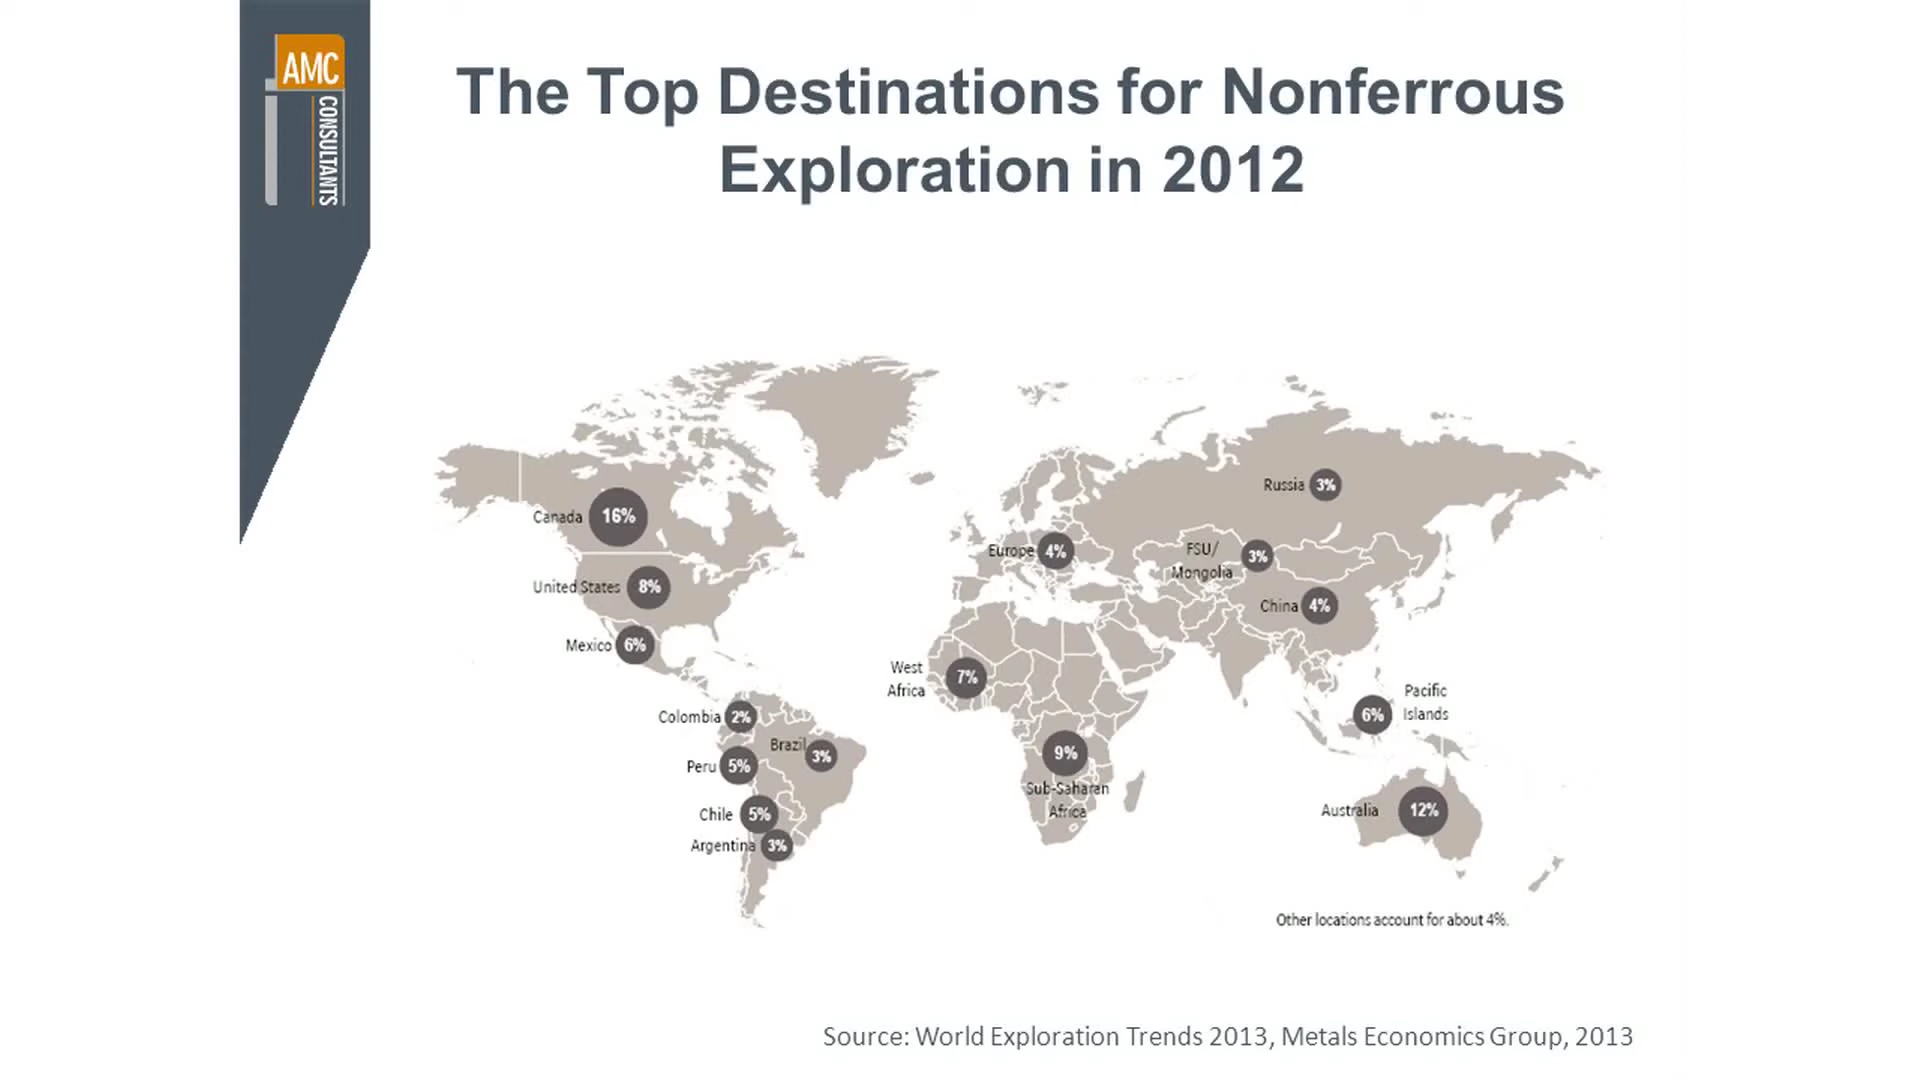 AMC
CONSULTANTS
The Top Destinations for Nonferrous
Exploration in 2012
Russia 3%
Canada 16%
Europe 4%
FSU/
Mongolia
3%
United States 8%
China 4%
Mexico 6%
West
Africa
7%
Pacific
Islands
6%
Colombia 2%
Brazil 3%
Peru 5%
9%
Sub-Saharan
Africa
Chile 5%
Australia 12%
Argentina 3%
Other locations account for about 4%.
Source: World Exploration Trends 2013, Metals Economics Group, 2013